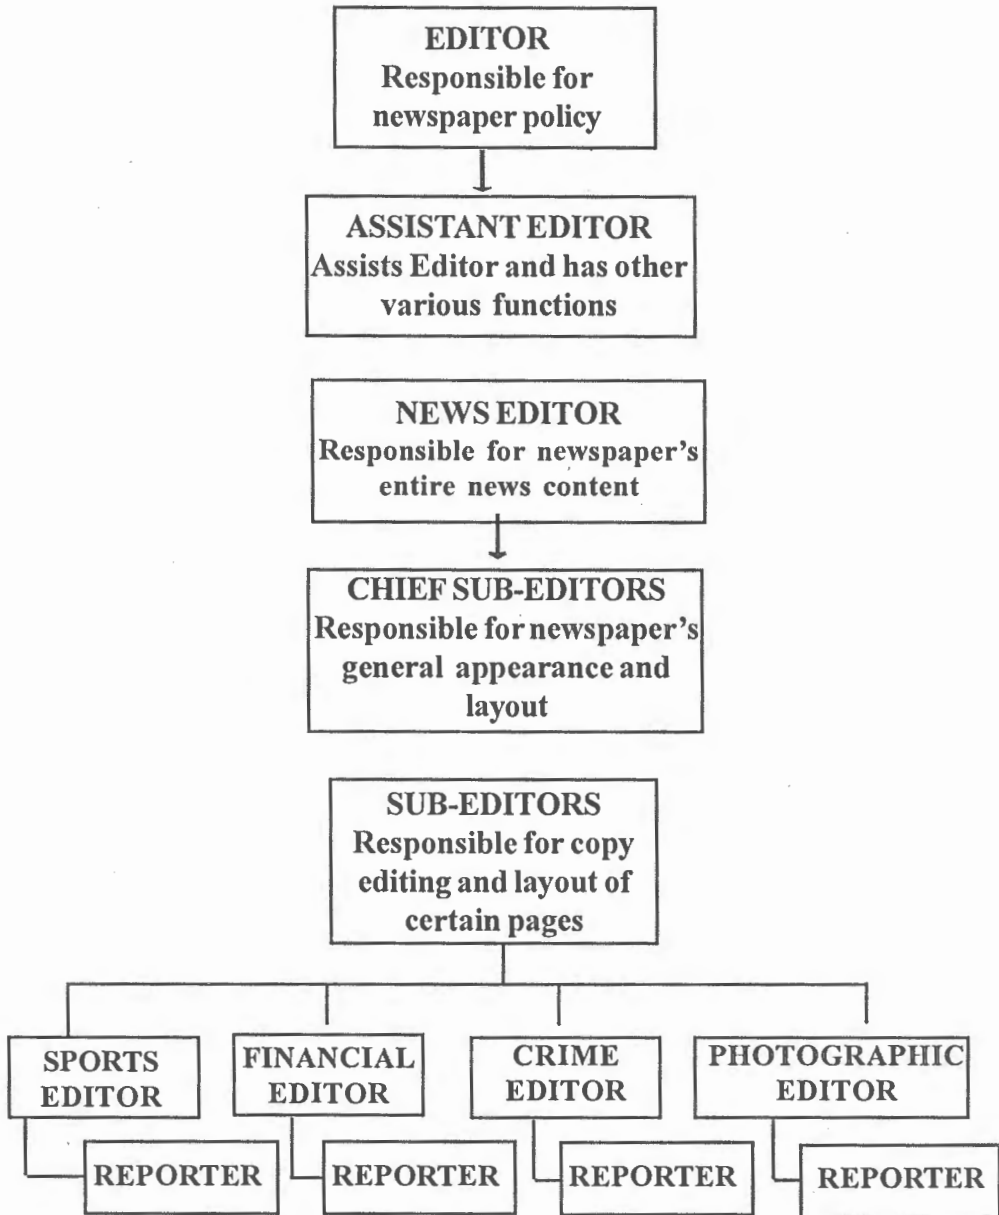 EDITOR
Responsible for
newspaper policy
ASSISTANT EDITOR
Assists Editor and has other
various functions
NEWS EDITOR
Responsible for newspaper's
entire news content
CHIEF SUB-EDITORS
Responsible for newspaper's
general appearance and
layout
SUB-EDITORS
Responsible for copy
editing and layout of
certain pages
SPORTS
EDITOR
FINANCIAL
EDITOR
CRIME
EDITOR
PHOTOGRAPHIC
EDITOR
REPORTER
REPORTER
REPORTER
REPORTER